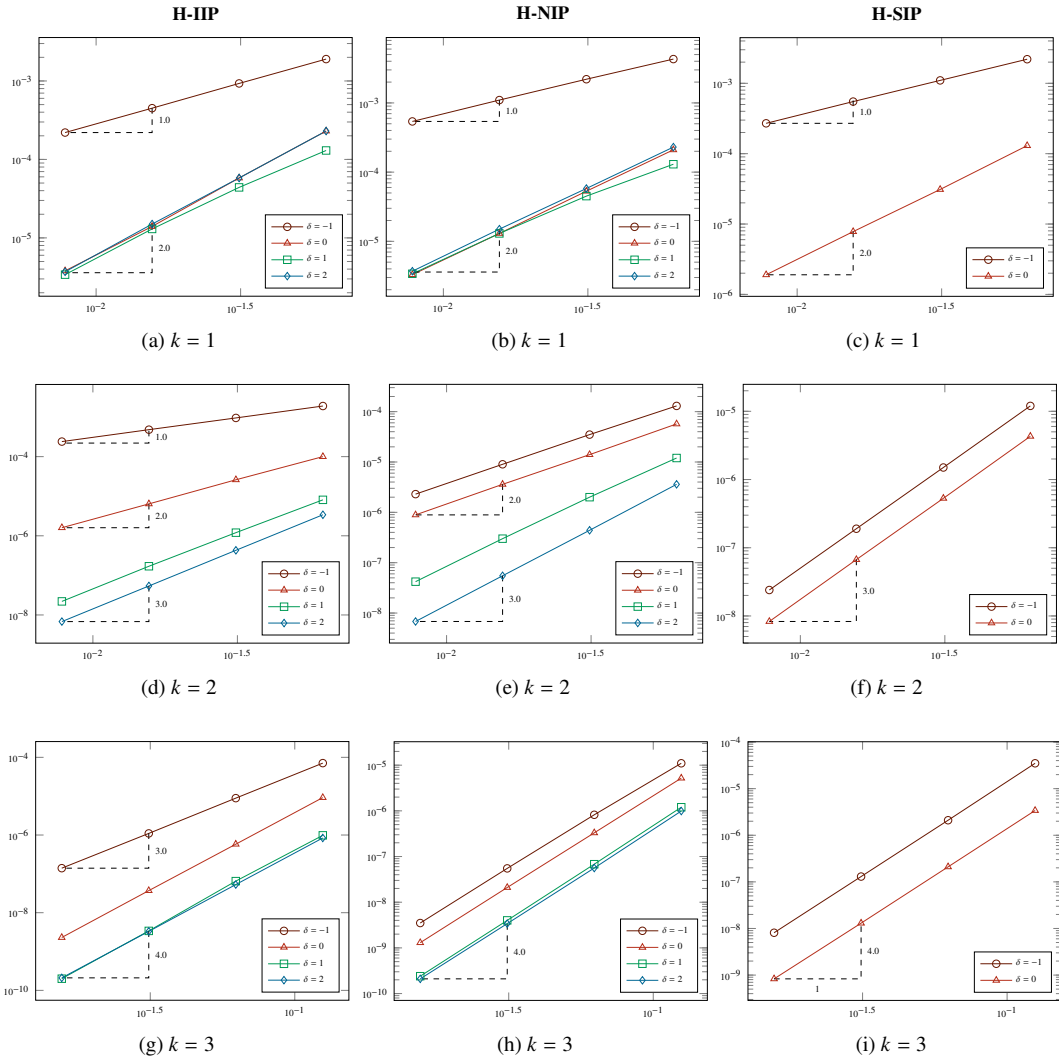 H-IIP
H-NIP
H-SIP
10⁻³
10⁻⁴
10⁻⁵
1.0
2.0
δ = −1
δ = 0
δ = 1
δ = 2
10⁻²
10⁻¹·⁵
(a) k = 1
10⁻³
10⁻⁴
10⁻⁵
1.0
2.0
δ = −1
δ = 0
δ = 1
δ = 2
10⁻²
10⁻¹·⁵
(b) k = 1
10⁻³
10⁻⁴
10⁻⁵
10⁻⁶
1.0
2.0
δ = −1
δ = 0
10⁻²
10⁻¹·⁵
(c) k = 1
10⁻⁴
10⁻⁶
10⁻⁸
1.0
2.0
3.0
δ = −1
δ = 0
δ = 1
δ = 2
10⁻²
10⁻¹·⁵
(d) k = 2
10⁻⁴
10⁻⁵
10⁻⁶
10⁻⁷
10⁻⁸
2.0
3.0
δ = −1
δ = 0
δ = 1
δ = 2
10⁻²
10⁻¹·⁵
(e) k = 2
10⁻⁵
10⁻⁶
10⁻⁷
10⁻⁸
3.0
δ = −1
δ = 0
10⁻²
10⁻¹·⁵
(f) k = 2
10⁻⁴
10⁻⁶
10⁻⁸
10⁻¹⁰
3.0
4.0
δ = −1
δ = 0
δ = 1
δ = 2
10⁻¹·⁵
10⁻¹
(g) k = 3
10⁻⁵
10⁻⁶
10⁻⁷
10⁻⁸
10⁻⁹
10⁻¹⁰
4.0
δ = −1
δ = 0
δ = 1
δ = 2
10⁻¹·⁵
10⁻¹
(h) k = 3
10⁻⁴
10⁻⁵
10⁻⁶
10⁻⁷
10⁻⁸
10⁻⁹
4.0
1
δ = −1
δ = 0
10⁻¹·⁵
10⁻¹
(i) k = 3